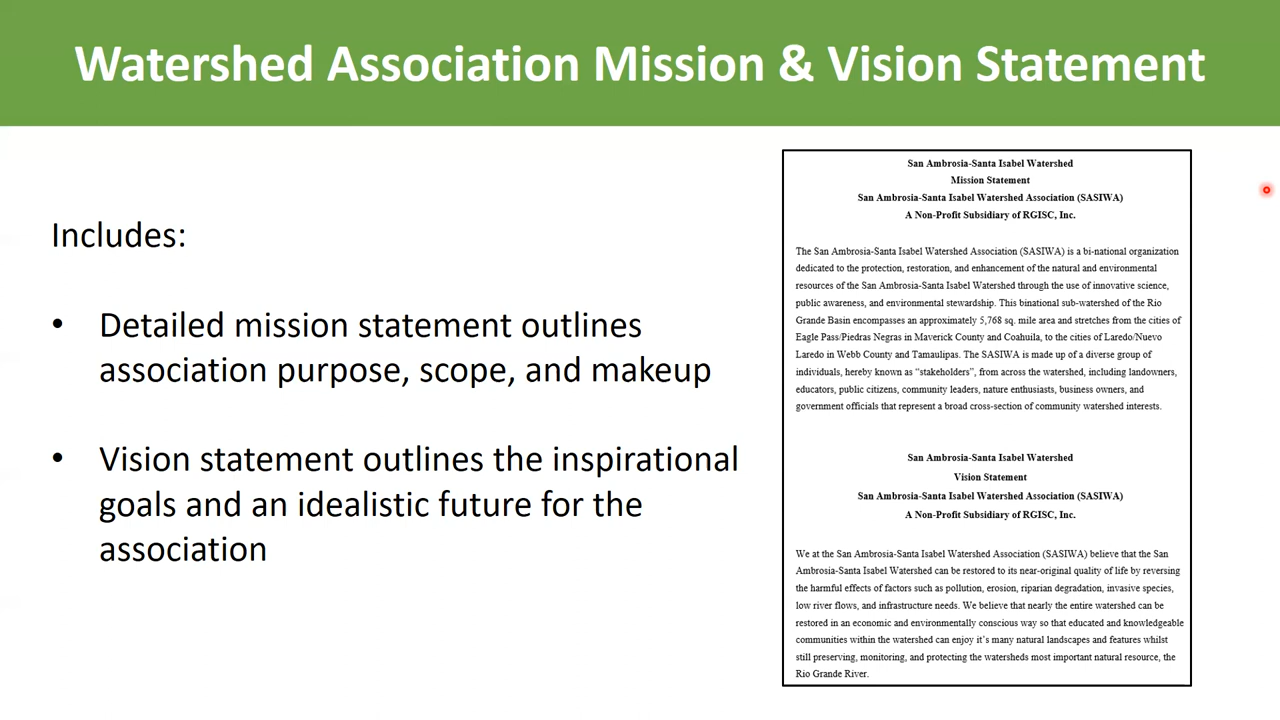 Watershed Association Mission & Vision Statement
Includes:
• Detailed mission statement outlines
association purpose, scope, and makeup
• Vision statement outlines the inspirational
goals and an idealistic future for the
association
San Ambrosia-Santa Isabel Watershed
Mission Statement
San Ambrosia-Santa Isabel Watershed Association (SASIWA)
A Non-Profit Subsidiary of RGISC, Inc.
The San Ambrosia-Santa Isabel Watershed Association (SASIWA) is a bi-national organization
dedicated to the protection, restoration, and enhancement of the natural and environmental
resources of the San Ambrosia-Santa Isabel Watershed through the use of innovative science,
public awareness, and environmental stewardship. This binational sub-watershed of the Rio
Grande Basin encompasses an approximately 5,768 sq. mile area and stretches from the cities of
Eagle Pass/Piedras Negras in Maverick County and Coahuila, to the cities of Laredo/Nuevo
Laredo in Webb County and Tamaulipas. The SASIWA is made up of a diverse group of
individuals, hereby known as “stakeholders”, from across the watershed, including landowners,
educators, public citizens, community leaders, nature enthusiasts, business owners, and
government officials that represent a broad cross-section of community watershed interests.
San Ambrosia-Santa Isabel Watershed
Vision Statement
San Ambrosia-Santa Isabel Watershed Association (SASIWA)
A Non-Profit Subsidiary of RGISC, Inc.
We at the San Ambrosia-Santa Isabel Watershed Association (SASIWA) believe that the San
Ambrosia-Santa Isabel Watershed can be restored to its near-original quality of life by reversing
the harmful effects of factors such as pollution, erosion, riparian degradation, invasive species,
low river flows, and infrastructure needs. We believe that nearly the entire watershed can be
restored in an economic and environmentally conscious way so that educated and knowledgeable
communities within the watershed can enjoy it’s many natural landscapes and features whilst
still preserving, monitoring, and protecting the watersheds most important natural resource, the
Rio Grande River.